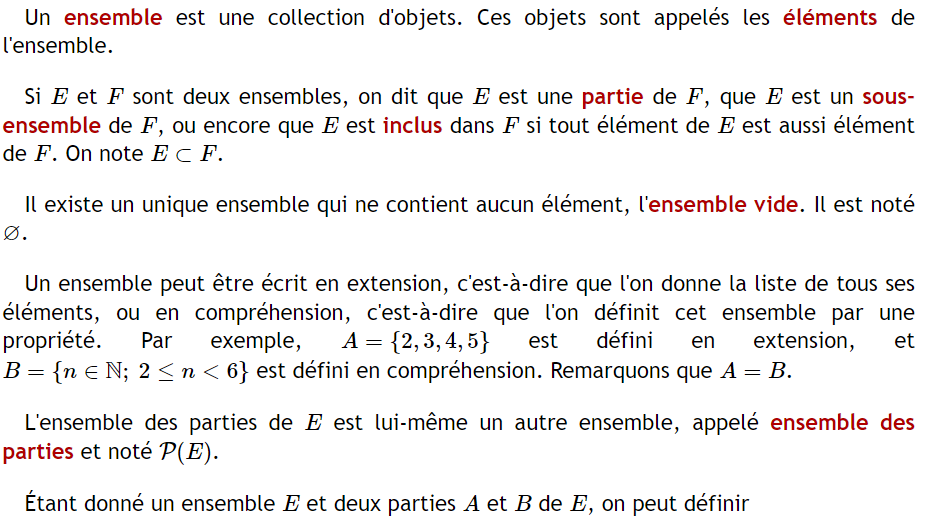 Un ensemble est une collection d'objets. Ces objets sont appelés les éléments de
l'ensemble.
Si E et F sont deux ensembles, on dit que E est une partie de F, que E est un sous-
ensemble de F, ou encore que E est inclus dans F si tout élément de E est aussi élément
de F. On note E ⊂ F.
Il existe un unique ensemble qui ne contient aucun élément, l'ensemble vide. Il est noté
∅.
Un ensemble peut être écrit en extension, c'est-à-dire que l'on donne la liste de tous ses
éléments, ou en compréhension, c'est-à-dire que l'on définit cet ensemble par une
propriété. Par exemple, A = {2, 3, 4, 5} est défini en extension, et
B = {n ∈ ℕ; 2 ≤ n < 6} est défini en compréhension. Remarquons que A = B.
L'ensemble des parties de E est lui-même un autre ensemble, appelé ensemble des
parties et noté 𝒫(E).
Étant donné un ensemble E et deux parties A et B de E, on peut définir